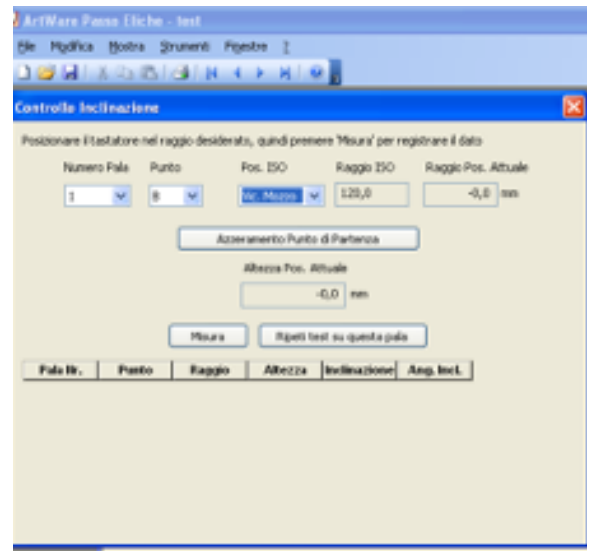 ArtWare Passo Eliche - test
File Modifica Mostra Strumenti Finestre ?
Controllo Inclinazione
Posizionare il tastatore nel raggio desiderato, quindi premere 'Misura' per registrare il dato
Numero Pala Punto Pos. ISO Raggio ISO Raggio Pos. Attuale
1 B Vic. Mozzo 120,0 -0,0 mm
Azzeramento Punto di Partenza
Altezza Pos. Attuale
-0,0 mm
Misura Ripeti test su questa pala
Pala Nr. Punto Raggio Altezza Inclinazione Ang. Incl.